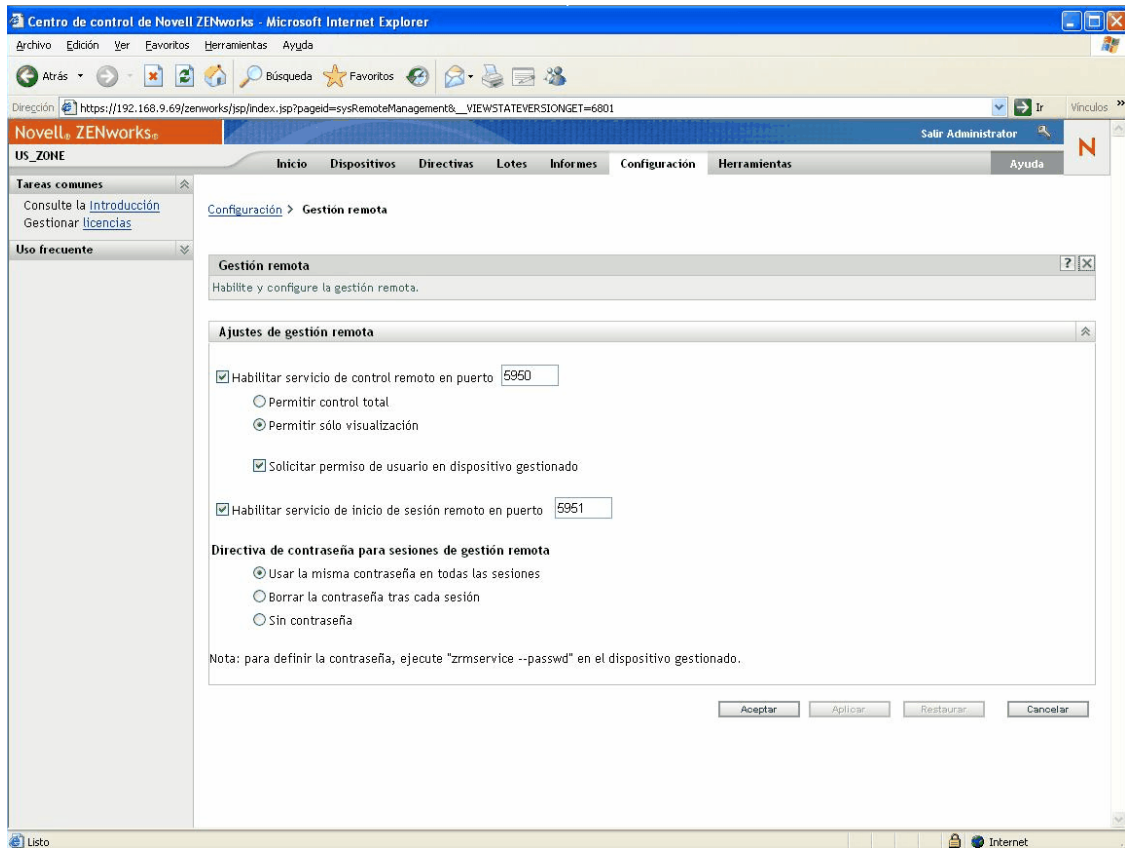 Centro de control de Novell ZENworks - Microsoft Internet Explorer
Archivo Edición Ver Favoritos Herramientas Ayuda
Atrás Búsqueda Favoritos
Dirección https://192.168.9.69/zenworks/jsp/index.jsp?pageid=sysRemoteManagement&__VIEWSTATEVERSIONGET=6801 Ir Vínculos »
Novell® ZENworks® Salir Administrator
N
US_ZONE Inicio Dispositivos Directivas Lotes Informes Configuración Herramientas Ayuda
Tareas comunes
Consulte la Introducción
Gestionar licencias
Uso frecuente
Configuración > Gestión remota
Gestión remota ?
Habilite y configure la gestión remota.
Ajustes de gestión remota
Habilitar servicio de control remoto en puerto 5950
Permitir control total
Permitir sólo visualización
Solicitar permiso de usuario en dispositivo gestionado
Habilitar servicio de inicio de sesión remoto en puerto 5951
Directiva de contraseña para sesiones de gestión remota
Usar la misma contraseña en todas las sesiones
Borrar la contraseña tras cada sesión
Sin contraseña
Nota: para definir la contraseña, ejecute "zrmservice --passwd" en el dispositivo gestionado.
Aceptar Aplicar Restaurar Cancelar
Listo Internet